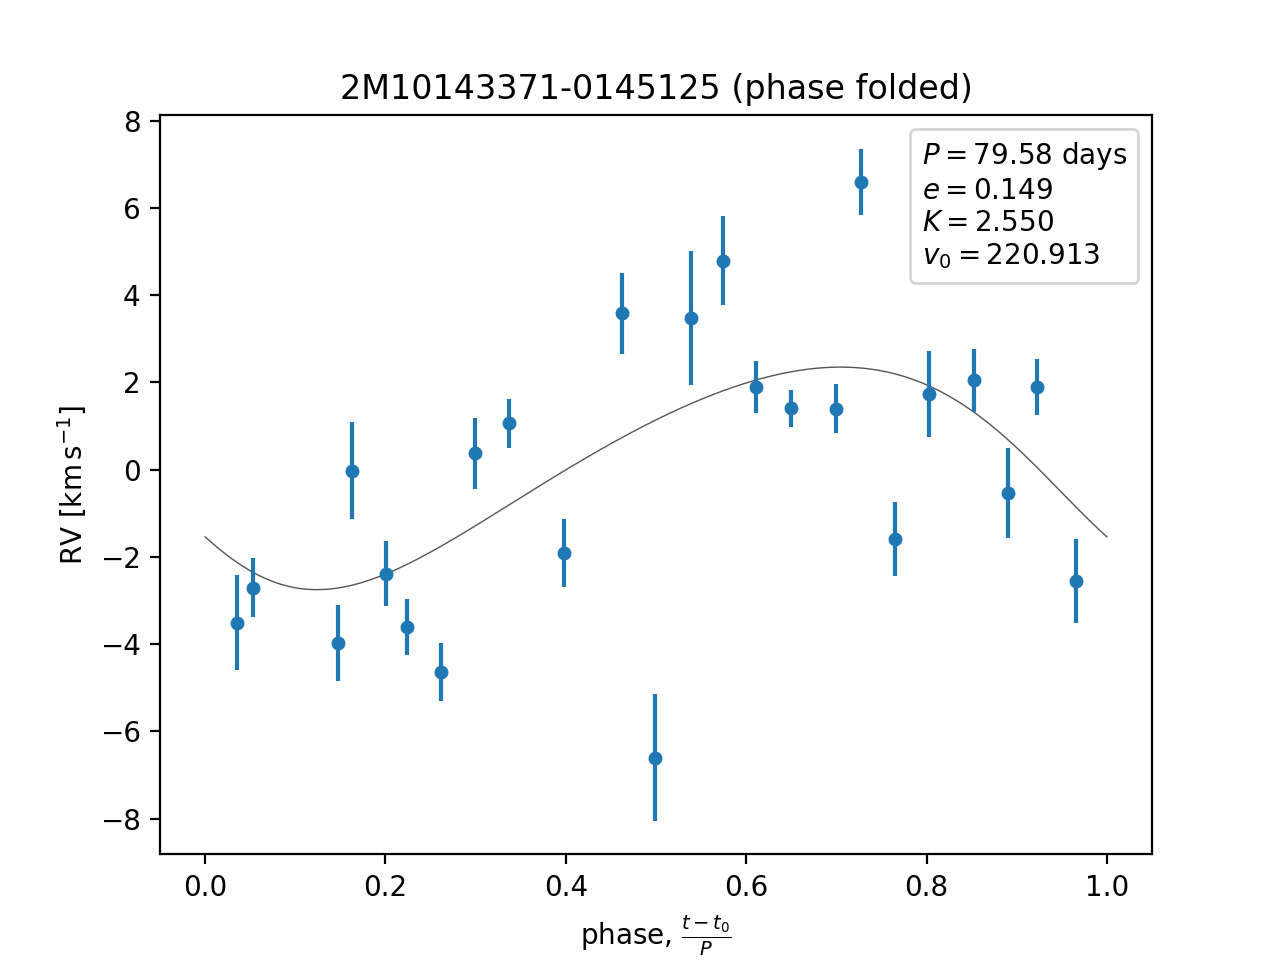 2M10143371-0145125 (phase folded)
P = 79.58 days
e = 0.149
K = 2.550
v₀ = 220.913
8
6
4
2
0
−2
−4
−6
−8
RV [km s⁻¹]
0.0 0.2 0.4 0.6 0.8 1.0
phase, (t − t₀)/P